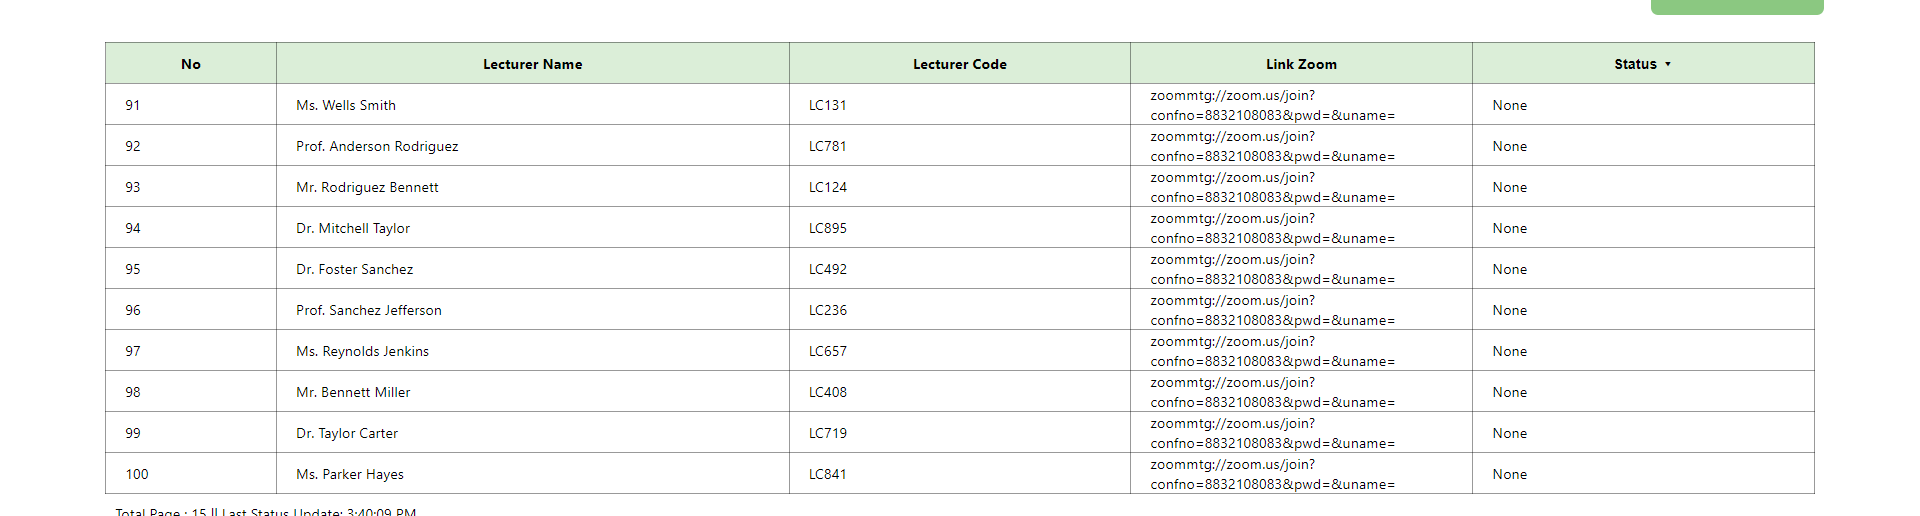 No Lecturer Name Lecturer Code Link Zoom Status ▼
91 Ms. Wells Smith LC131 zoommtg://zoom.us/join?
confno=8832108083&pwd=&uname= None
92 Prof. Anderson Rodriguez LC781 zoommtg://zoom.us/join?
confno=8832108083&pwd=&uname= None
93 Mr. Rodriguez Bennett LC124 zoommtg://zoom.us/join?
confno=8832108083&pwd=&uname= None
94 Dr. Mitchell Taylor LC895 zoommtg://zoom.us/join?
confno=8832108083&pwd=&uname= None
95 Dr. Foster Sanchez LC492 zoommtg://zoom.us/join?
confno=8832108083&pwd=&uname= None
96 Prof. Sanchez Jefferson LC236 zoommtg://zoom.us/join?
confno=8832108083&pwd=&uname= None
97 Ms. Reynolds Jenkins LC657 zoommtg://zoom.us/join?
confno=8832108083&pwd=&uname= None
98 Mr. Bennett Miller LC408 zoommtg://zoom.us/join?
confno=8832108083&pwd=&uname= None
99 Dr. Taylor Carter LC719 zoommtg://zoom.us/join?
confno=8832108083&pwd=&uname= None
100 Ms. Parker Hayes LC841 zoommtg://zoom.us/join?
confno=8832108083&pwd=&uname= None
Total Page : 15 || Last Status Update: 3:40:09 PM